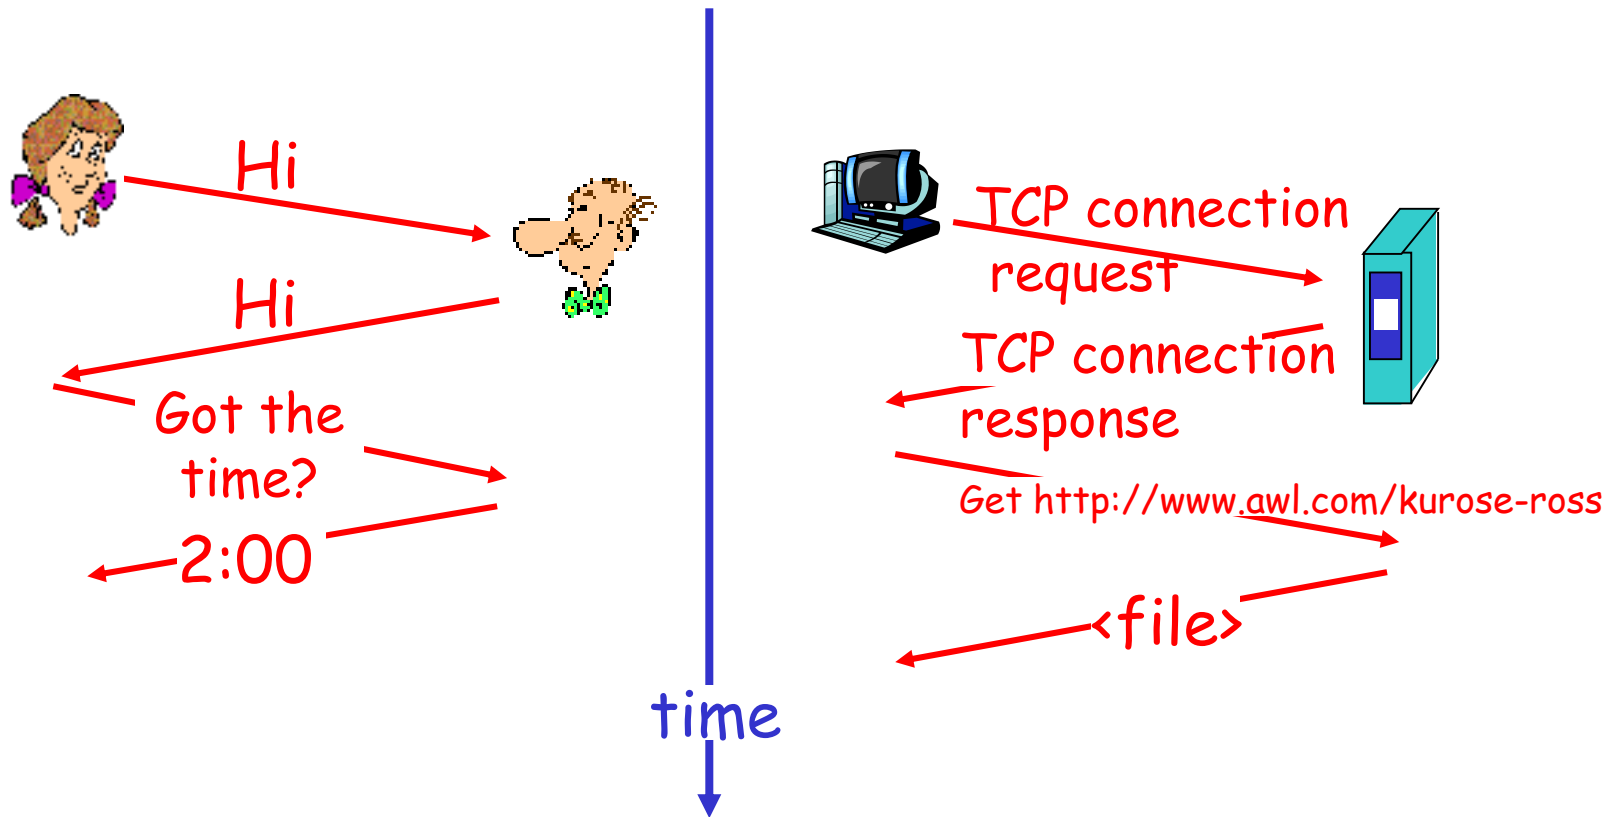 Hi
Hi
Got the
time?
2:00
TCP connection
request
TCP connection
response
Get http://www.awl.com/kurose-ross
<file>
time